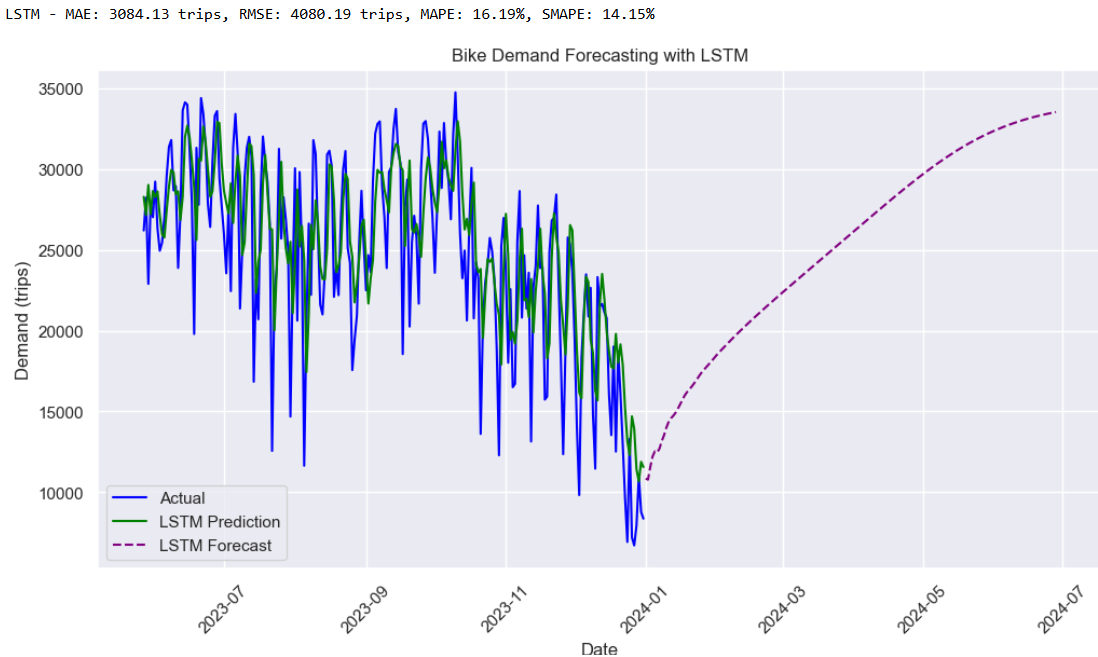 LSTM - MAE: 3084.13 trips, RMSE: 4080.19 trips, MAPE: 16.19%, SMAPE: 14.15%
Bike Demand Forecasting with LSTM
35000
30000
25000
20000
15000
10000
Demand (trips)
Actual
LSTM Prediction
LSTM Forecast
2023-07
2023-09
2023-11
2024-01
2024-03
2024-05
2024-07
Date